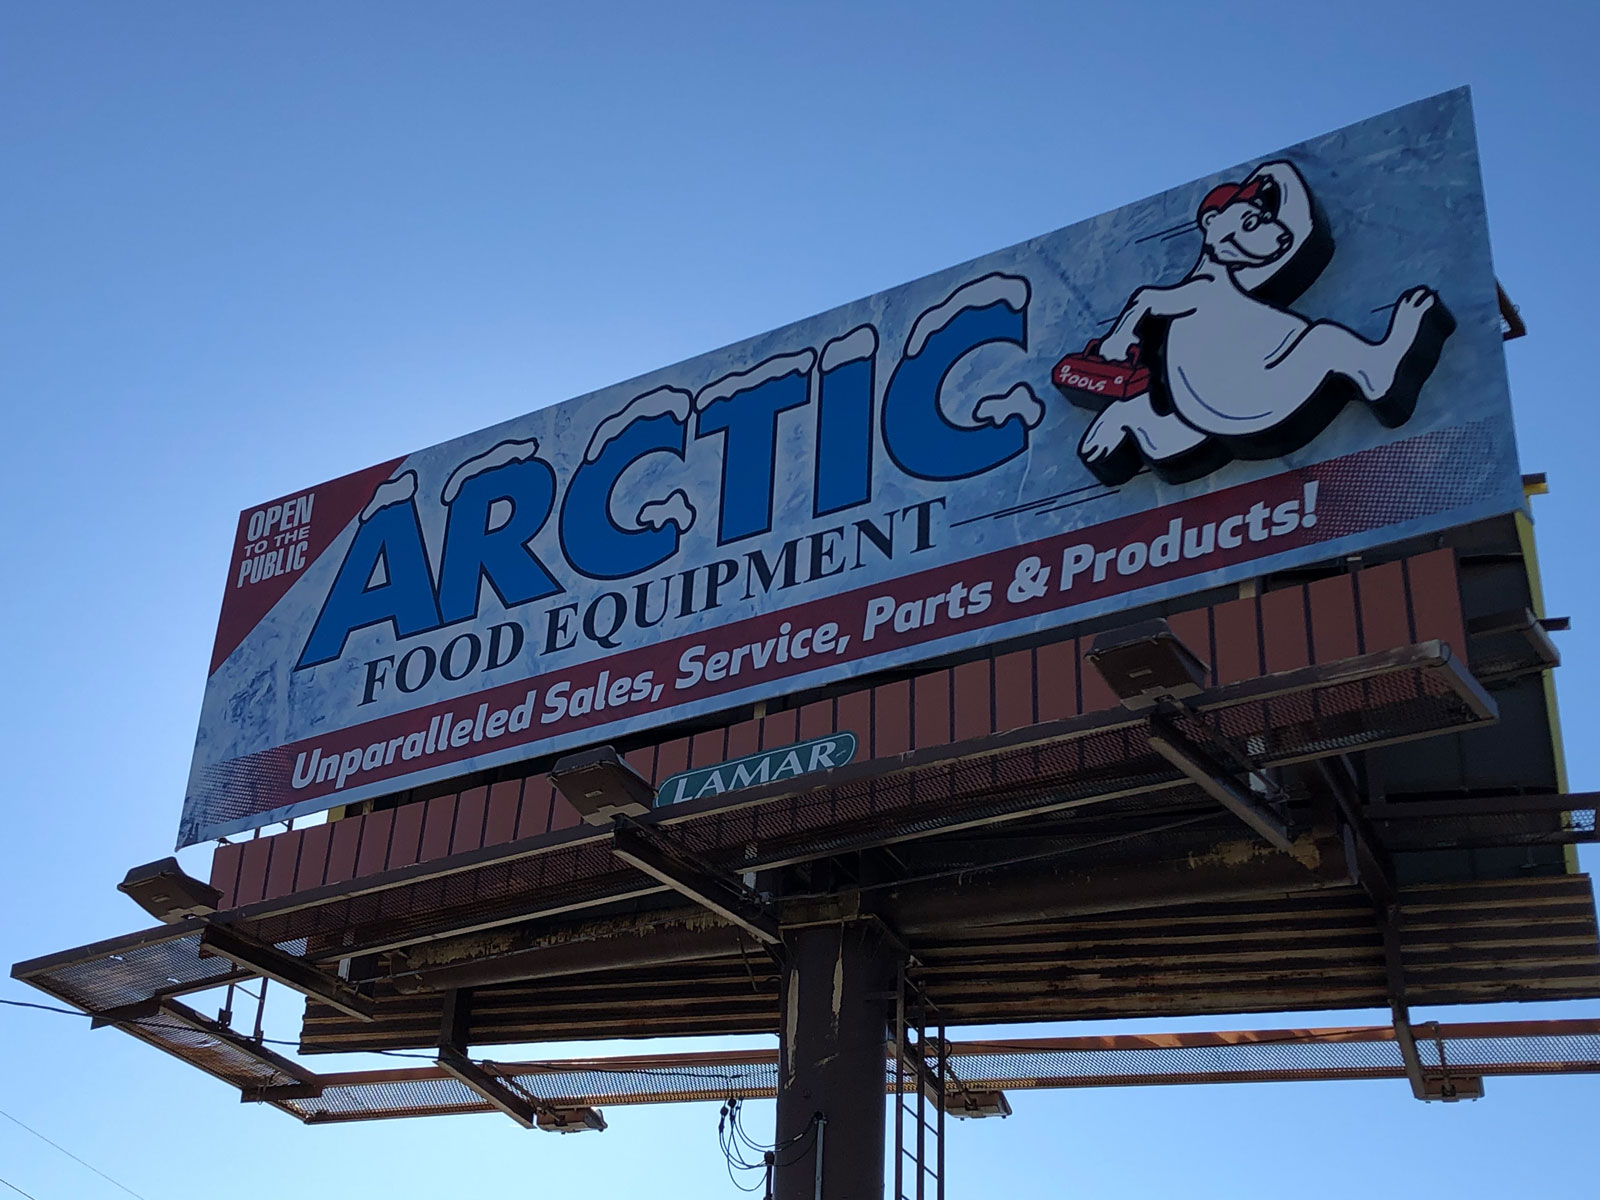 OPEN
TO THE
PUBLIC
ARCTIC
FOOD EQUIPMENT
Unparalleled Sales, Service, Parts & Products!
TOOLS
LAMAR